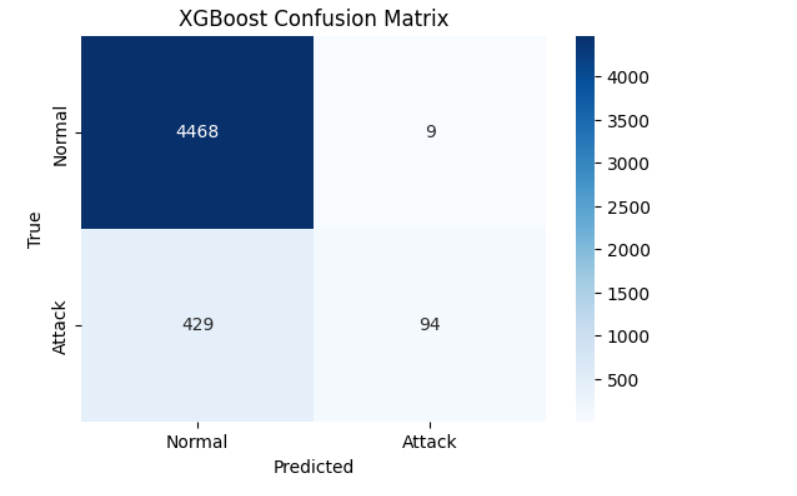 XGBoost Confusion Matrix
Normal
Attack
True
4468
9
429
94
Normal
Attack
Predicted
4000
3500
3000
2500
2000
1500
1000
500